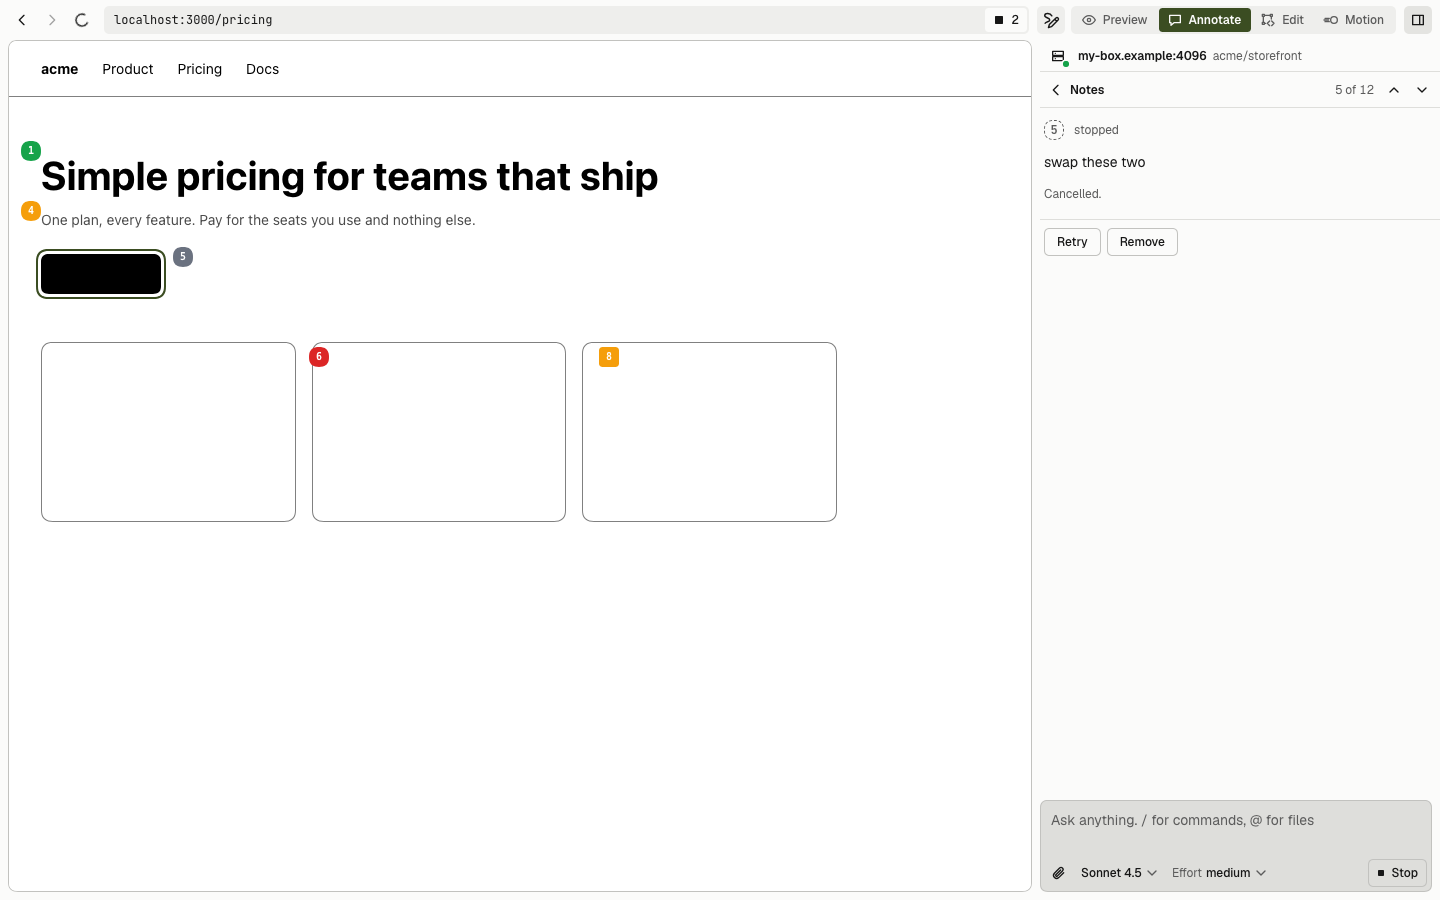 localhost:3000/pricing
2
Preview
Annotate
Edit
Motion
acme
Product
Pricing
Docs
1
Simple pricing for teams that ship
4
One plan, every feature. Pay for the seats you use and nothing else.
5
6
8
my-box.example:4096 acme/storefront
Notes
5 of 12
5 stopped
swap these two
Cancelled.
Retry
Remove
Ask anything. / for commands, @ for files
Sonnet 4.5
Effort medium
Stop